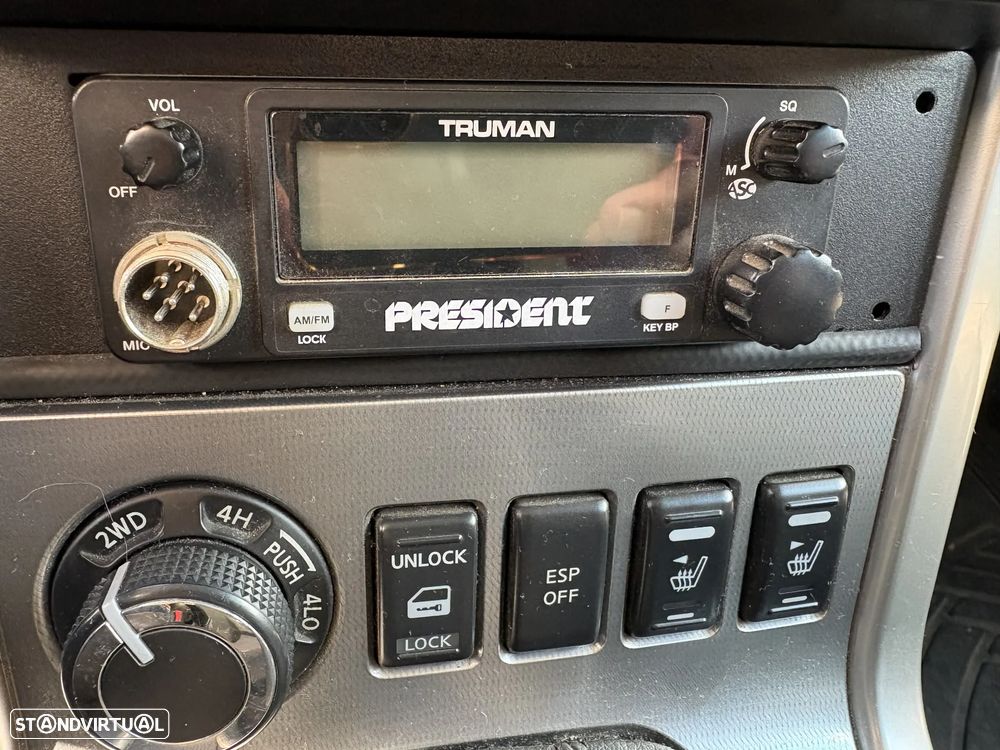 VOL
OFF
TRUMAN
SQ
M
ASC
MIC
AM/FM
LOCK
PRESIDENT
F
KEY BP
2WD
4H
PUSH
4LO
UNLOCK
LOCK
ESP
OFF
STANDVIRTUAL